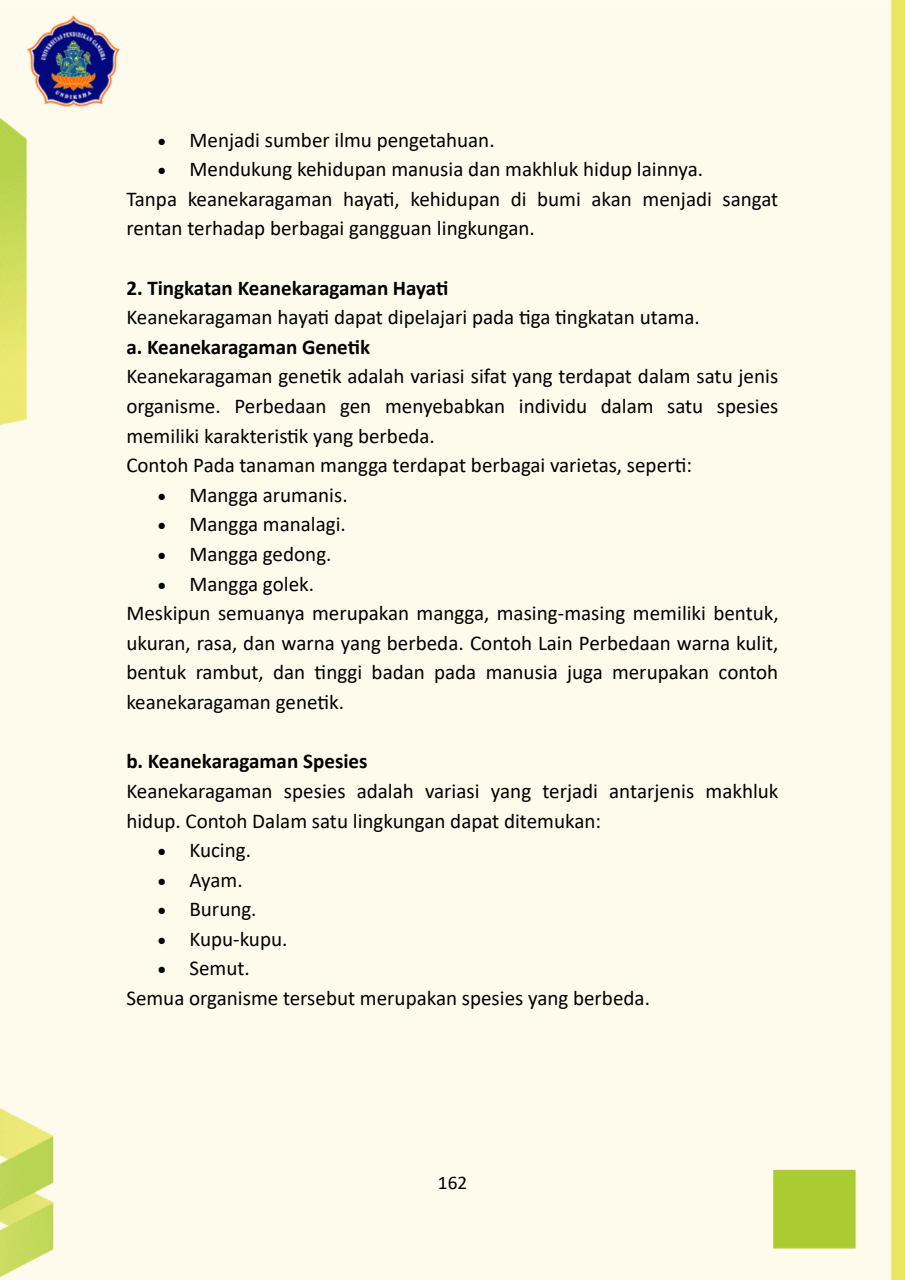 UNIVERSITAS PENDIDIKAN GANESHA
UNDIKSHA
• Menjadi sumber ilmu pengetahuan.
• Mendukung kehidupan manusia dan makhluk hidup lainnya.
Tanpa keanekaragaman hayati, kehidupan di bumi akan menjadi sangat
rentan terhadap berbagai gangguan lingkungan.
2. Tingkatan Keanekaragaman Hayati
Keanekaragaman hayati dapat dipelajari pada tiga tingkatan utama.
a. Keanekaragaman Genetik
Keanekaragaman genetik adalah variasi sifat yang terdapat dalam satu jenis
organisme. Perbedaan gen menyebabkan individu dalam satu spesies
memiliki karakteristik yang berbeda.
Contoh Pada tanaman mangga terdapat berbagai varietas, seperti:
• Mangga arumanis.
• Mangga manalagi.
• Mangga gedong.
• Mangga golek.
Meskipun semuanya merupakan mangga, masing-masing memiliki bentuk,
ukuran, rasa, dan warna yang berbeda. Contoh Lain Perbedaan warna kulit,
bentuk rambut, dan tinggi badan pada manusia juga merupakan contoh
keanekaragaman genetik.
b. Keanekaragaman Spesies
Keanekaragaman spesies adalah variasi yang terjadi antarjenis makhluk
hidup. Contoh Dalam satu lingkungan dapat ditemukan:
• Kucing.
• Ayam.
• Burung.
• Kupu-kupu.
• Semut.
Semua organisme tersebut merupakan spesies yang berbeda.
162